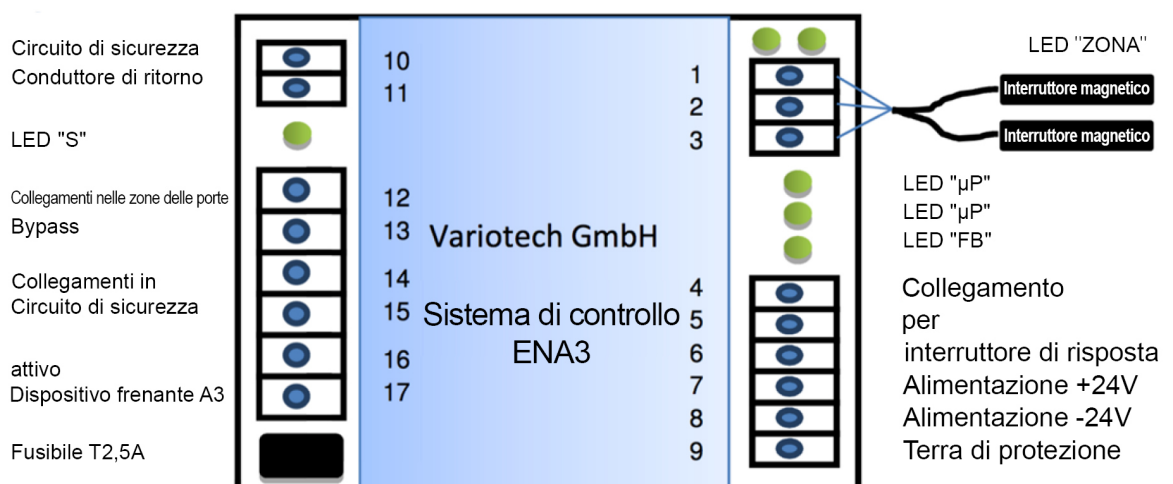 Circuito di sicurezza
Conduttore di ritorno
LED "S"
Collegamenti nelle zone delle porte
Bypass
Collegamenti in
Circuito di sicurezza
attivo
Dispositivo frenante A3
Fusibile T2,5A
10
11
12
13
14
15
16
17
Variotech GmbH
Sistema di controllo
ENA3
1
2
3
4
5
6
7
8
9
LED "ZONA"
Interruttore magnetico
Interruttore magnetico
LED "µP"
LED "µP"
LED "FB"
Collegamento
per
interruttore di risposta
Alimentazione +24V
Alimentazione -24V
Terra di protezione